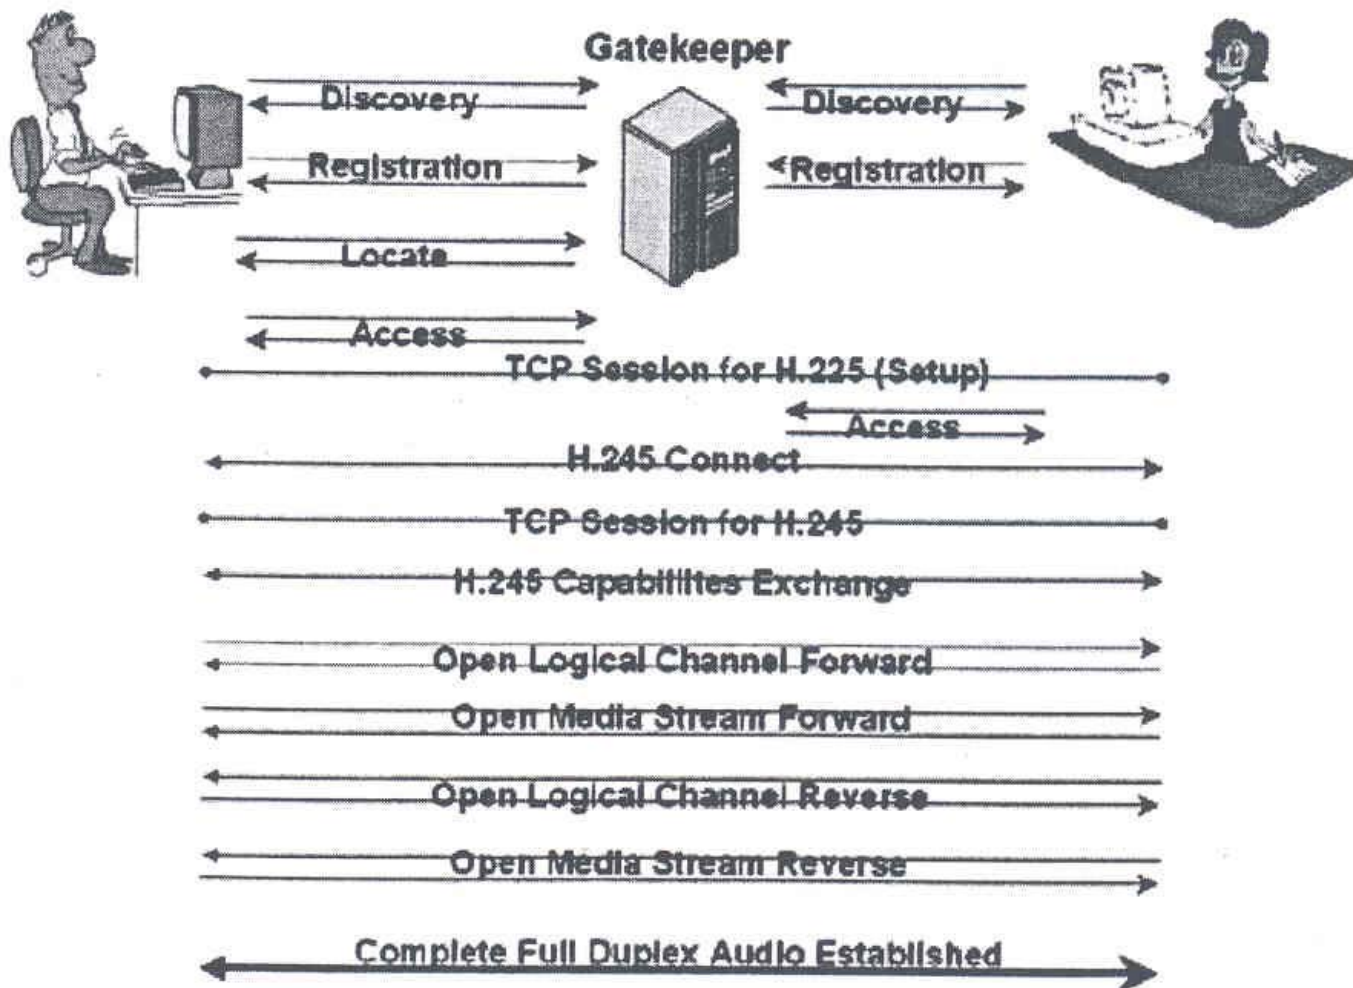 Gatekeeper
Discovery
Discovery
Registration
Registration
Locate
Access
TCP Session for H.225 (Setup)
Access
H.245 Connect
TCP Session for H.245
H.245 Capabilities Exchange
Open Logical Channel Forward
Open Media Stream Forward
Open Logical Channel Reverse
Open Media Stream Reverse
Complete Full Duplex Audio Established